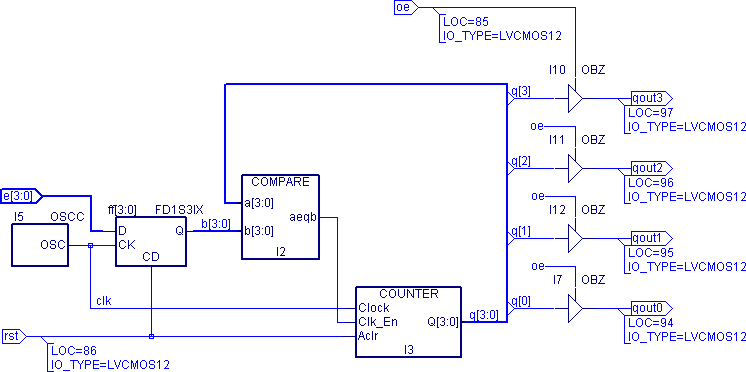 oe
LOC=85
IO_TYPE=LVCMOS12
I10 OBZ
q[3]
qout3
LOC=97
IO_TYPE=LVCMOS12
oe
I11 OBZ
q[2]
qout2
LOC=96
IO_TYPE=LVCMOS12
COMPARE
a[3:0]
aeqb
b[3:0]
I2
e[3:0]
ff[3:0] FD1S3IX
D Q
CK
CD
b[3:0]
I5 OSCC
OSC
oe
I12 OBZ
q[1]
qout1
LOC=95
IO_TYPE=LVCMOS12
oe
I7 OBZ
q[0]
qout0
LOC=94
IO_TYPE=LVCMOS12
clk
COUNTER
Clock
Clk_En Q[3:0]
Aclr
I3
q[3:0]
rst
LOC=86
IO_TYPE=LVCMOS12